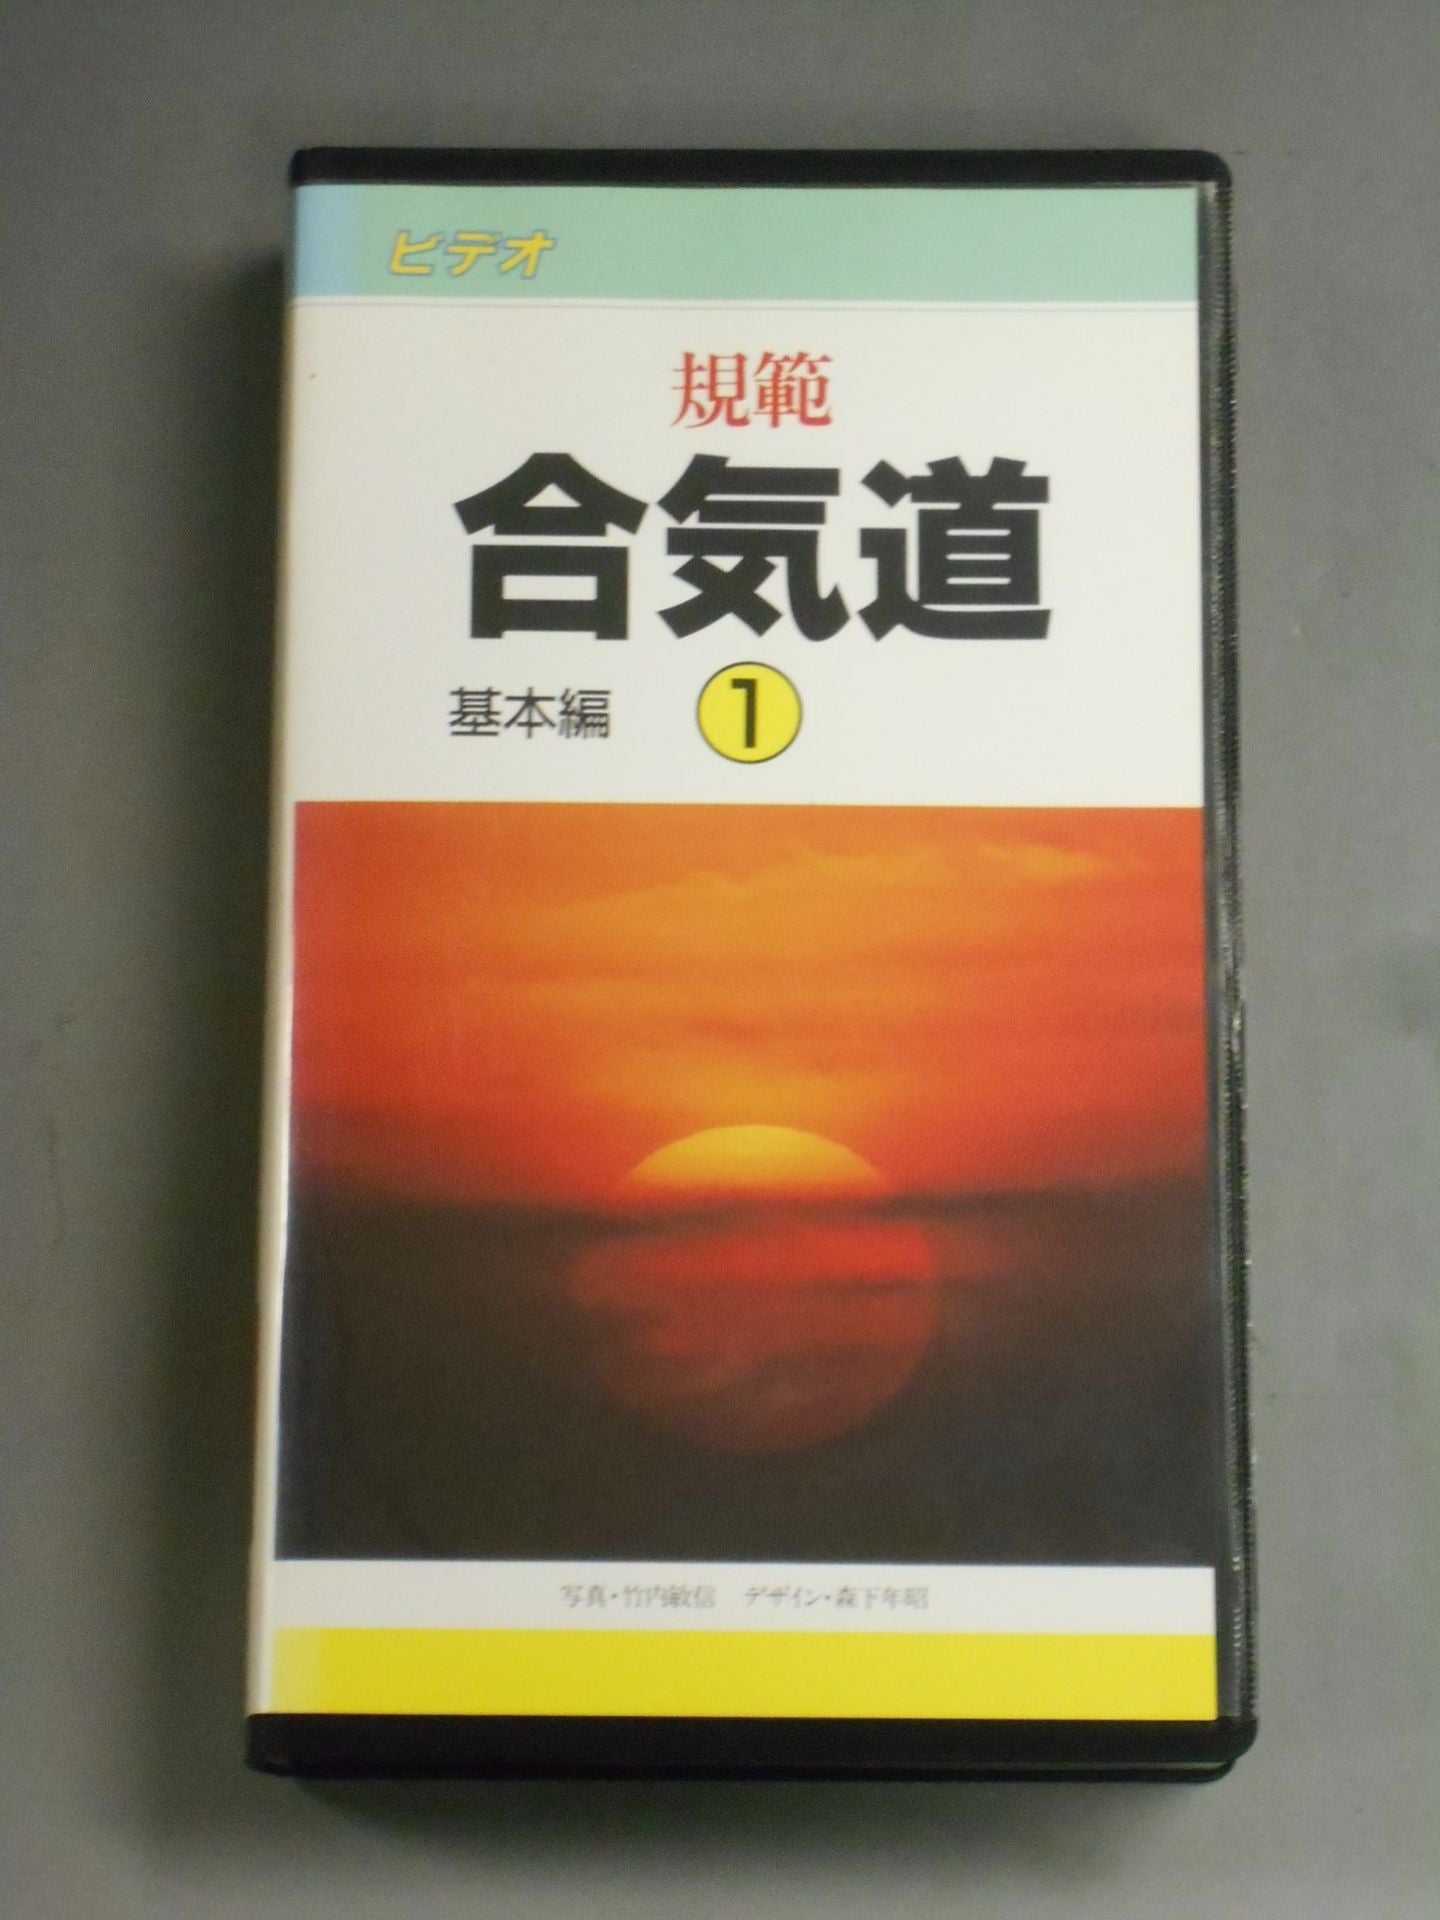 ビデオ
規範
合気道
基本編 1
写真・竹内敏信 デザイン・森下年昭